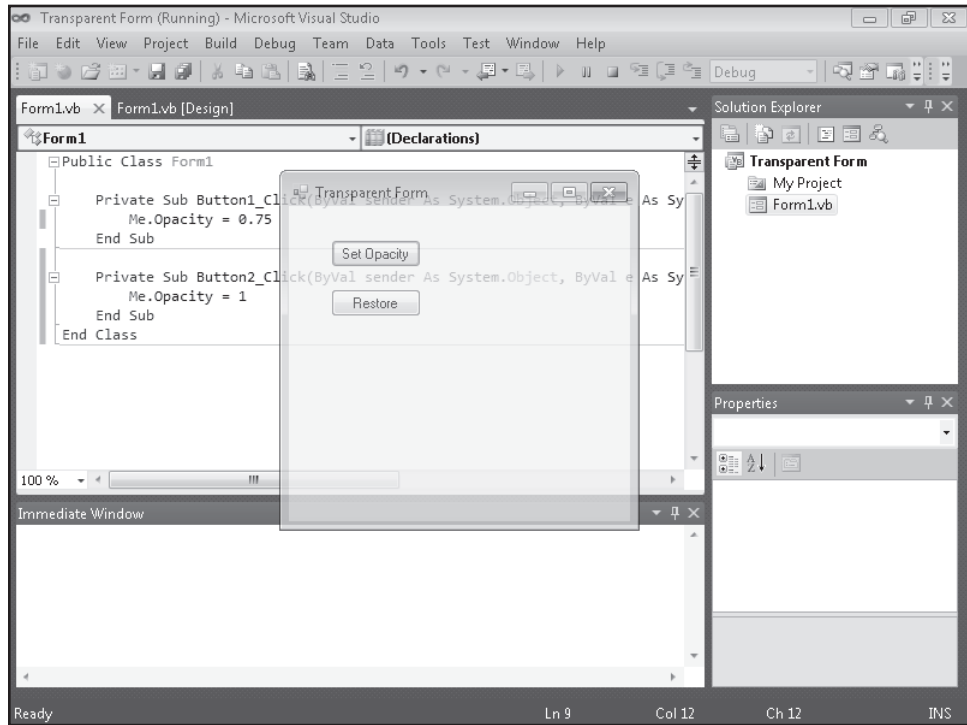 Transparent Form (Running) - Microsoft Visual Studio
File Edit View Project Build Debug Team Data Tools Test Window Help
Debug
Form1.vb Form1.vb [Design]
Form1 (Declarations)
Public Class Form1
Private Sub Button1_Click(ByVal sender As System.Object, ByVal e As Sy
Me.Opacity = 0.75
End Sub
Private Sub Button2_Click(ByVal sender As System.Object, ByVal e As Sy
Me.Opacity = 1
End Sub
End Class
100 %
Transparent Form
Set Opacity
Restore
Immediate Window
Solution Explorer
Transparent Form
My Project
Form1.vb
Properties
Ready Ln 9 Col 12 Ch 12 INS